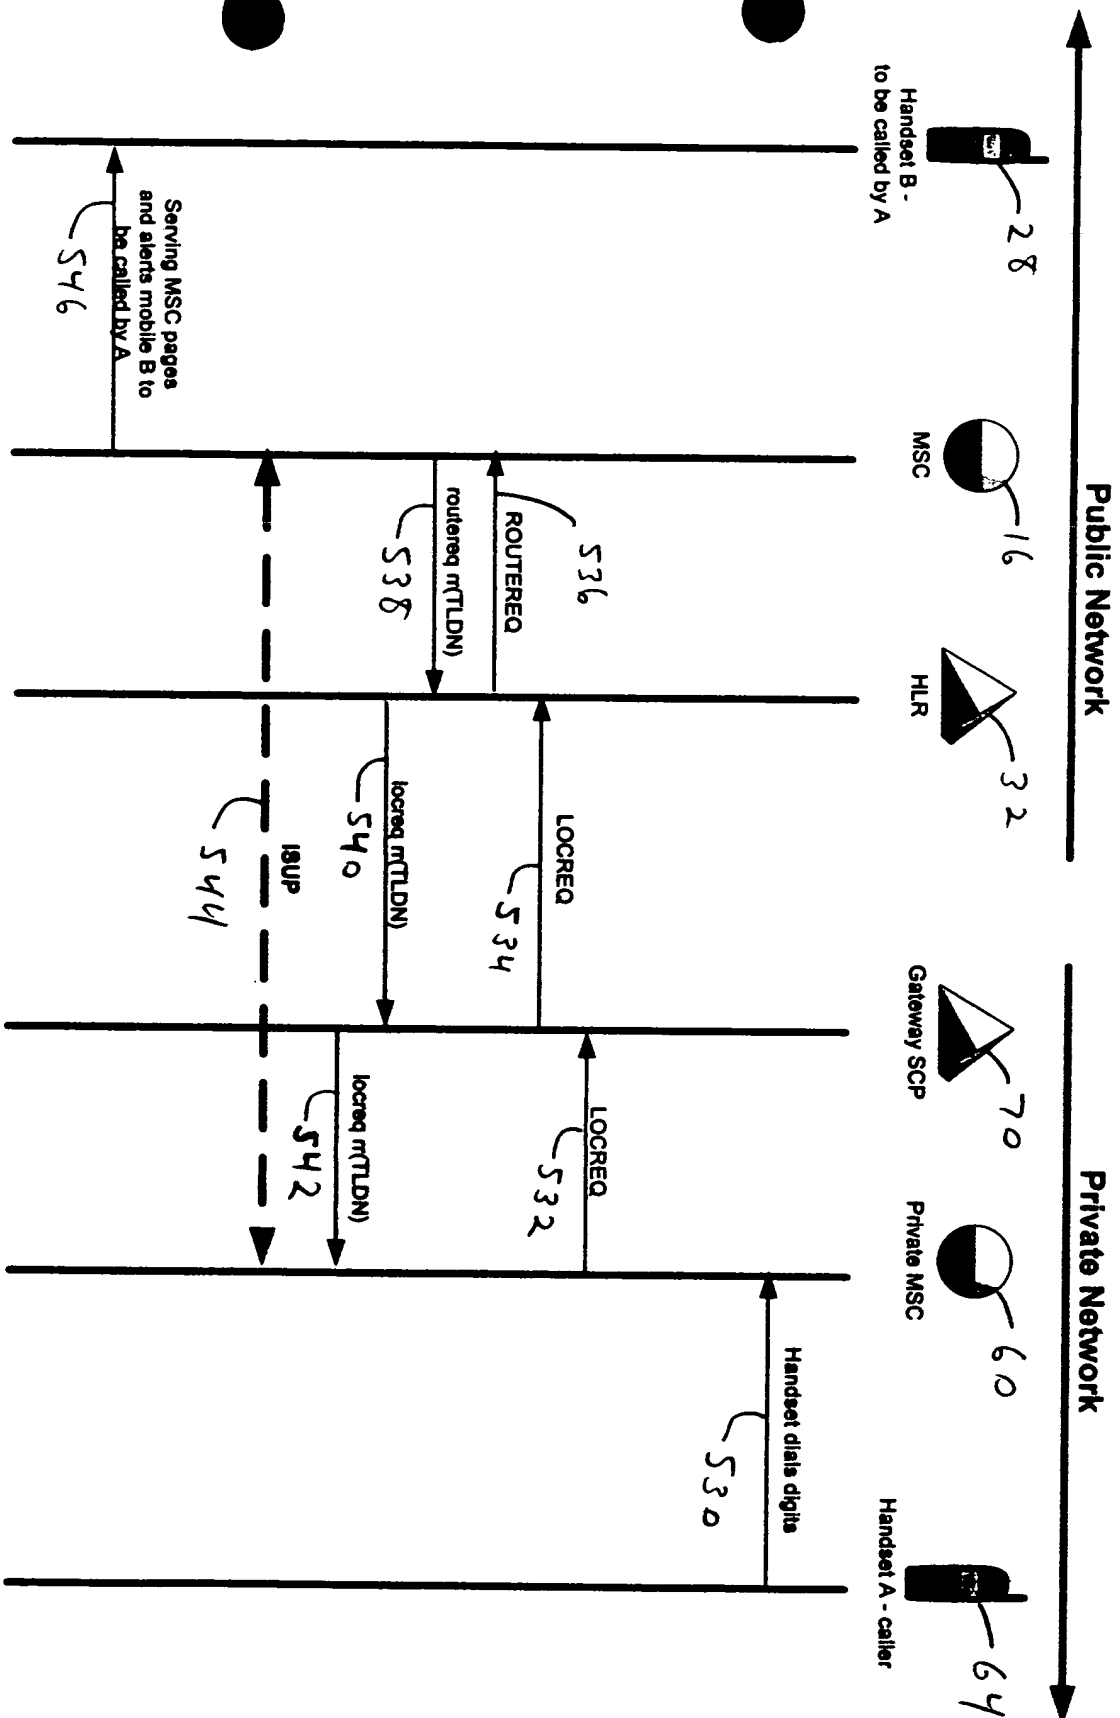 Public Network
Private Network
28
16
32
70
60
64
Handset B -
to be called by A
MSC
HLR
Gateway SCP
Private MSC
Handset A - caller
Handset dials digits
530
LOCREQ
532
LOCREQ
534
536
ROUTEREQ
routereq rr(TLDN)
538
locreq rr(TLDN)
540
locreq rr(TLDN)
542
ISUP
544
Serving MSC pages
and alerts mobile B to
be called by A
546